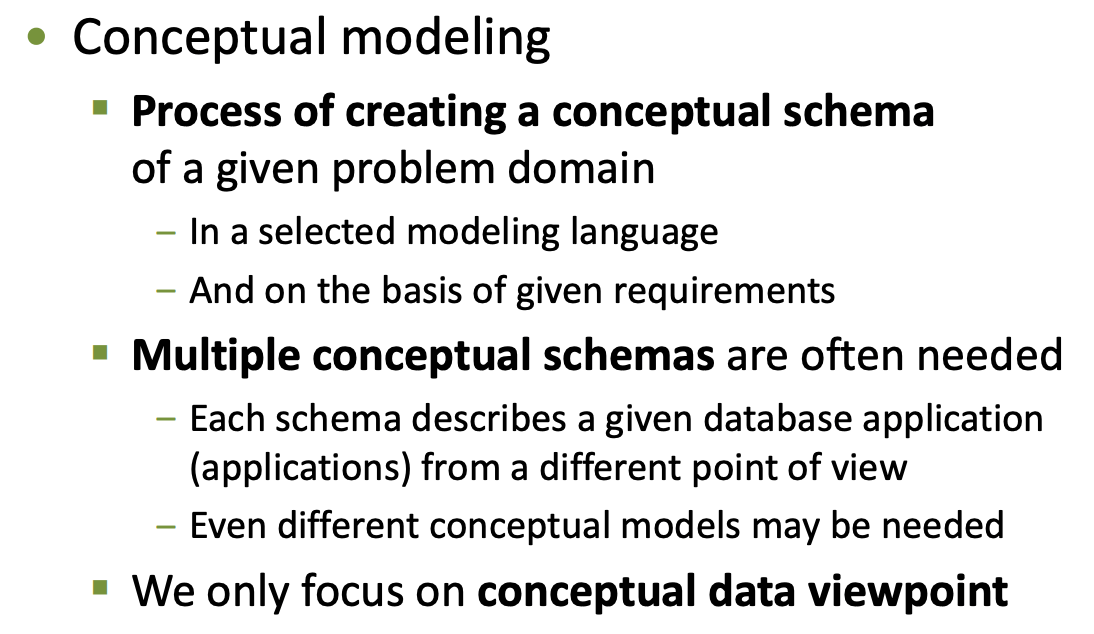 • Conceptual modeling
▪ Process of creating a conceptual schema
of a given problem domain
– In a selected modeling language
– And on the basis of given requirements
▪ Multiple conceptual schemas are often needed
– Each schema describes a given database application
(applications) from a different point of view
– Even different conceptual models may be needed
▪ We only focus on conceptual data viewpoint